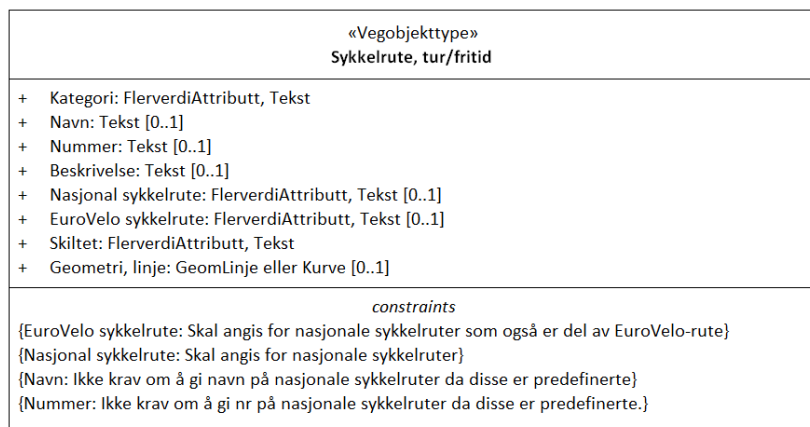 «Vegobjekttype»
Sykkelrute, tur/fritid
+ Kategori: FlerverdiAttributt, Tekst
+ Navn: Tekst [0..1]
+ Nummer: Tekst [0..1]
+ Beskrivelse: Tekst [0..1]
+ Nasjonal sykkelrute: FlerverdiAttributt, Tekst [0..1]
+ EuroVelo sykkelrute: FlerverdiAttributt, Tekst [0..1]
+ Skiltet: FlerverdiAttributt, Tekst
+ Geometri, linje: GeomLinje eller Kurve [0..1]
constraints
{EuroVelo sykkelrute: Skal angis for nasjonale sykkelruter som også er del av EuroVelo-rute}
{Nasjonal sykkelrute: Skal angis for nasjonale sykkelruter}
{Navn: Ikke krav om å gi navn på nasjonale sykkelruter da disse er predefinerte}
{Nummer: Ikke krav om å gi nr på nasjonale sykkelruter da disse er predefinerte.}